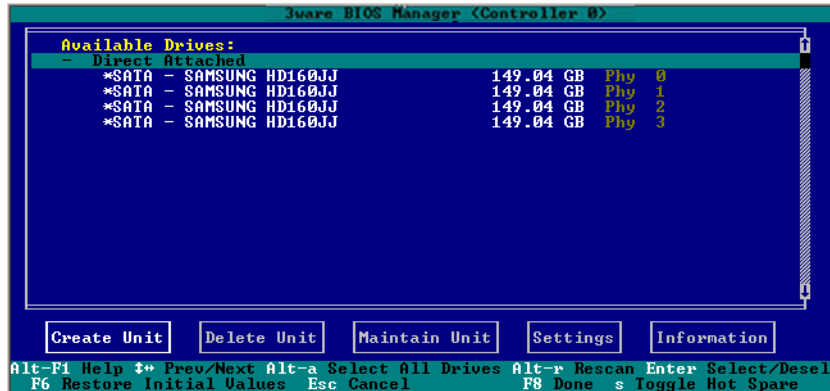 3ware BIOS Manager <Controller 0>
Available Drives:
- Direct Attached
*SATA - SAMSUNG HD160JJ 149.04 GB Phy 0
*SATA - SAMSUNG HD160JJ 149.04 GB Phy 1
*SATA - SAMSUNG HD160JJ 149.04 GB Phy 2
*SATA - SAMSUNG HD160JJ 149.04 GB Phy 3
Create Unit Delete Unit Maintain Unit Settings Information
Alt-F1 Help ↕↔ Prev/Next Alt-a Select All Drives Alt-r Rescan Enter Select/Desel
F6 Restore Initial Values Esc Cancel F8 Done s Toggle Hot Spare